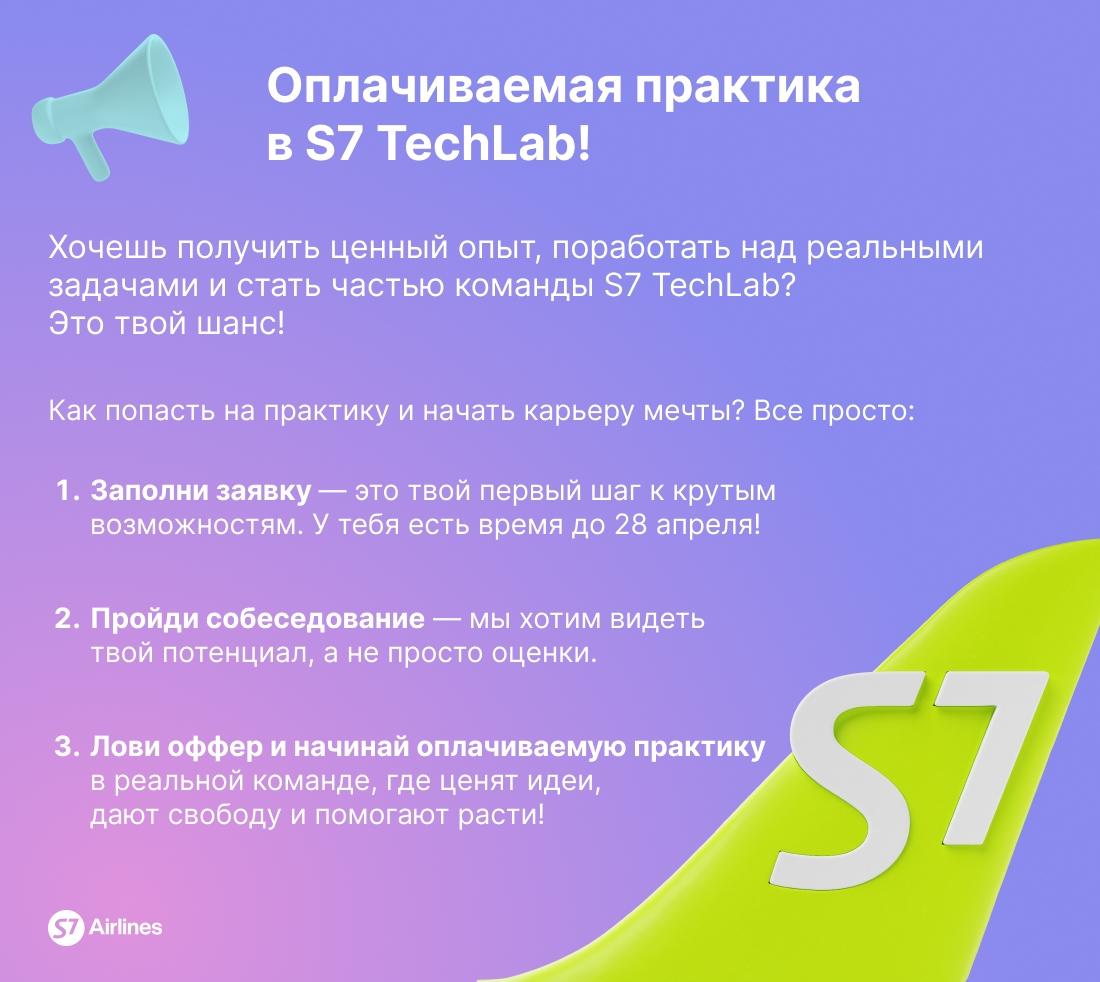 Оплачиваемая практика
в S7 TechLab!
Хочешь получить ценный опыт, поработать над реальными
задачами и стать частью команды S7 TechLab?
Это твой шанс!
Как попасть на практику и начать карьеру мечты? Все просто:
1. Заполни заявку — это твой первый шаг к крутым
возможностям. У тебя есть время до 28 апреля!
2. Пройди собеседование — мы хотим видеть
твой потенциал, а не просто оценки.
3. Лови оффер и начинай оплачиваемую практику
в реальной команде, где ценят идеи,
дают свободу и помогают расти!
S7
S7 Airlines